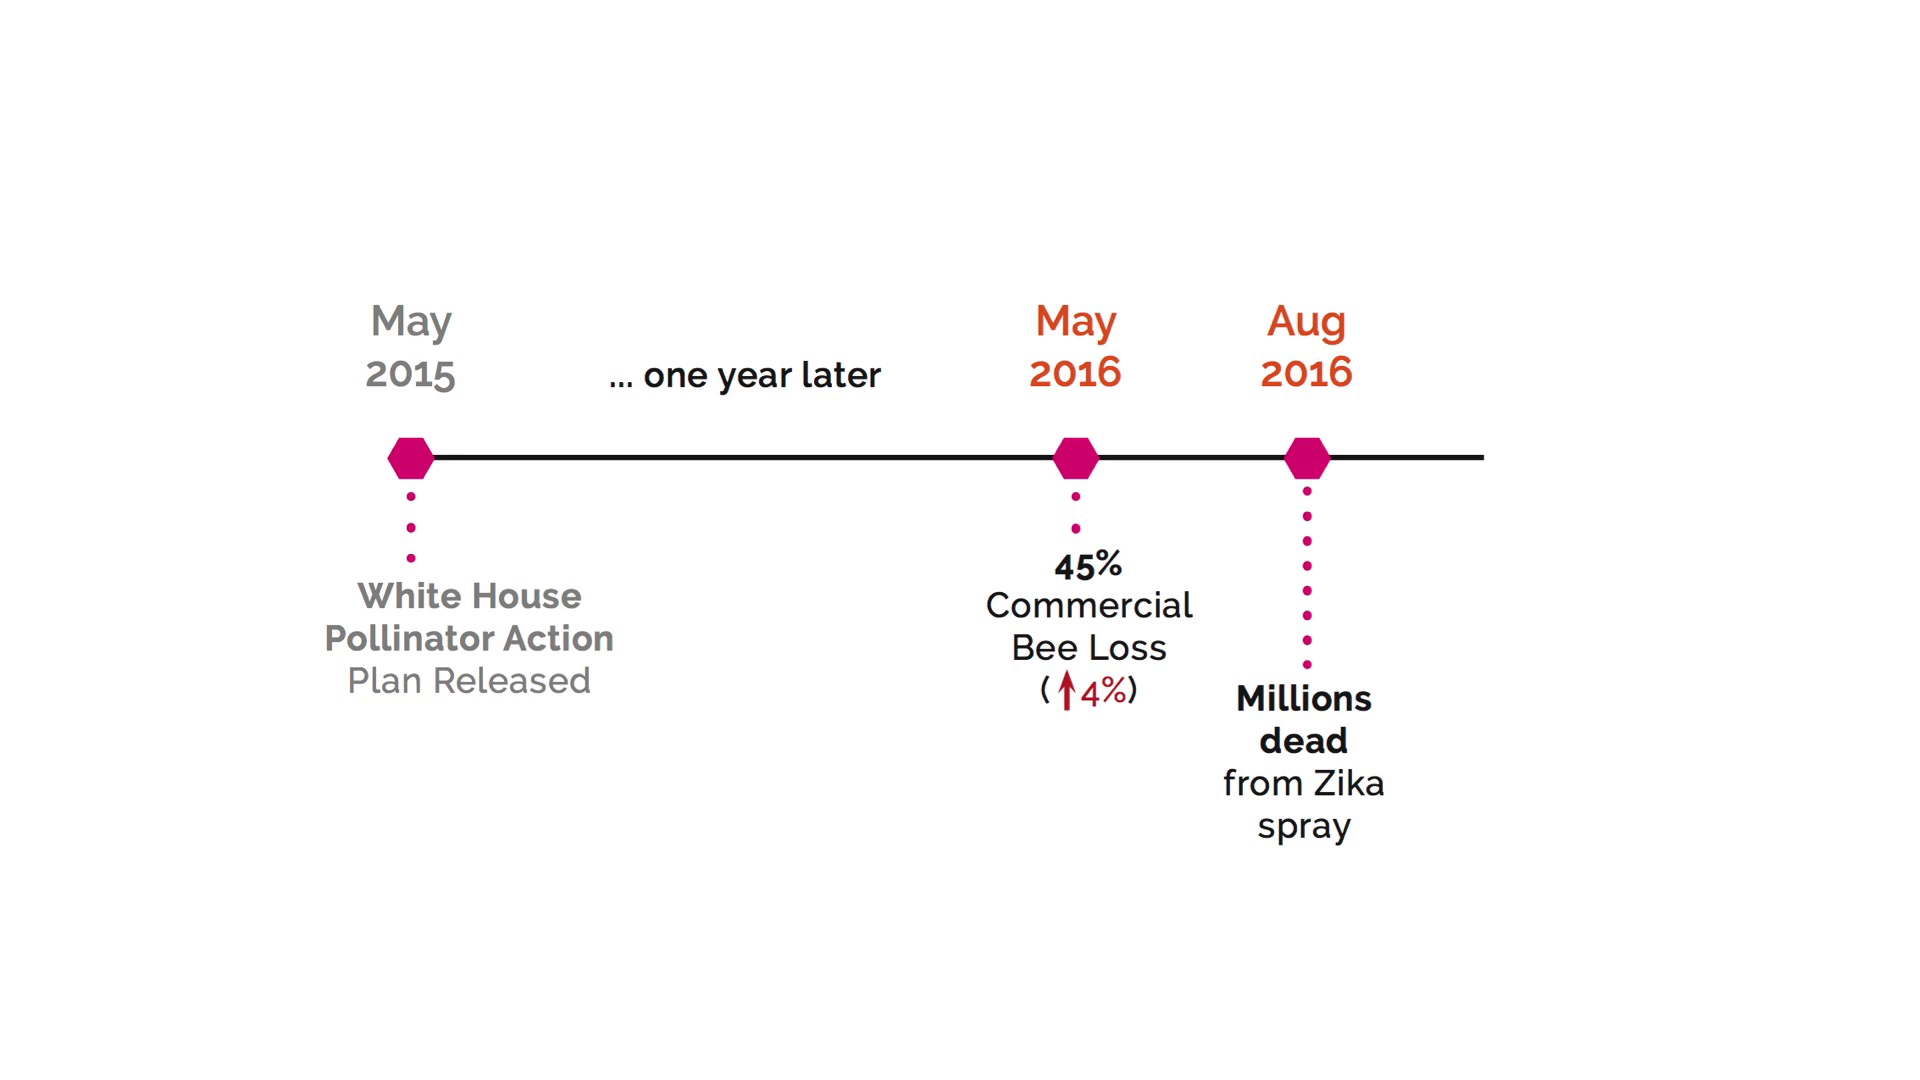 May
2015
... one year later
May
2016
Aug
2016
White House
Pollinator Action
Plan Released
45%
Commercial
Bee Loss
(↑4%)
Millions
dead
from Zika
spray